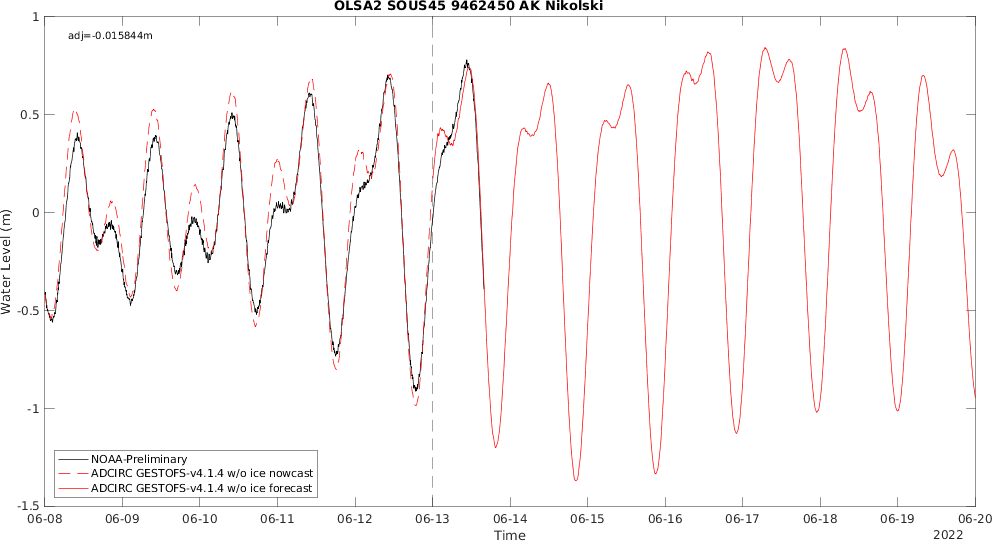 OLSA2 SOUS45 9462450 AK Nikolski
adj=-0.015844m
Water Level (m)
1
0.5
0
-0.5
-1
-1.5
NOAA-Preliminary
ADCIRC GESTOFS-v4.1.4 w/o ice nowcast
ADCIRC GESTOFS-v4.1.4 w/o ice forecast
06-08 06-09 06-10 06-11 06-12 06-13 06-14 06-15 06-16 06-17 06-18 06-19 06-20
Time
2022